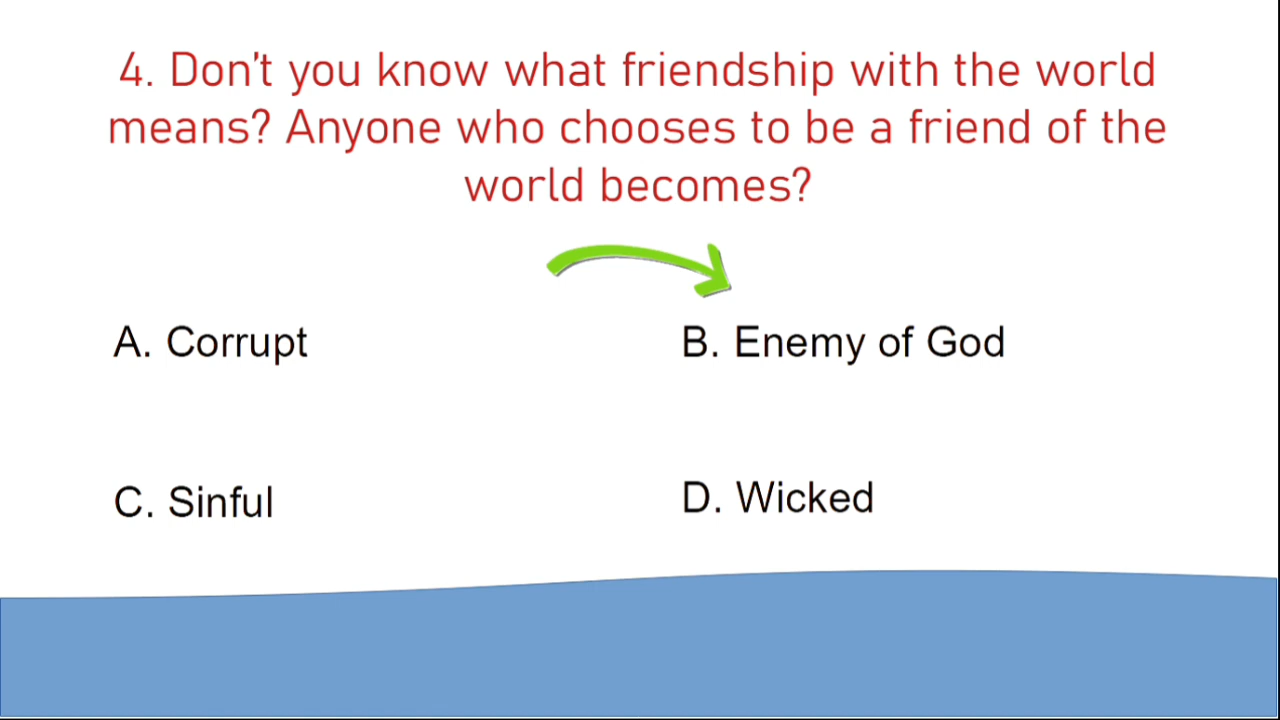 4. Don't you know what friendship with the world
means? Anyone who chooses to be a friend of the
world becomes?
A. Corrupt
B. Enemy of God
C. Sinful
D. Wicked